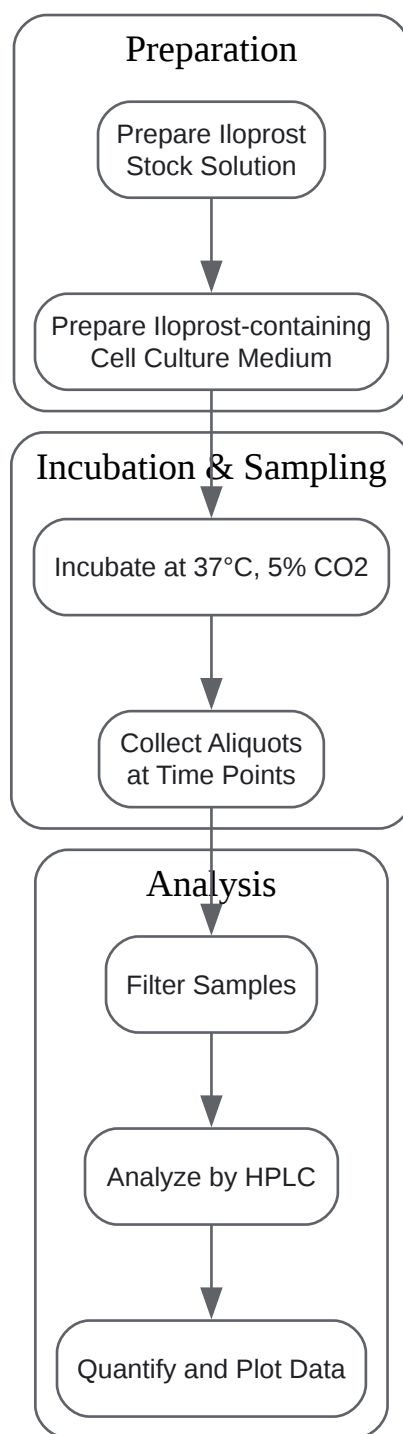 Preparation
Prepare Iloprost
Stock Solution
Prepare Iloprost-containing
Cell Culture Medium
Incubation & Sampling
Incubate at 37°C, 5% CO2
Collect Aliquots
at Time Points
Analysis
Filter Samples
Analyze by HPLC
Quantify and Plot Data